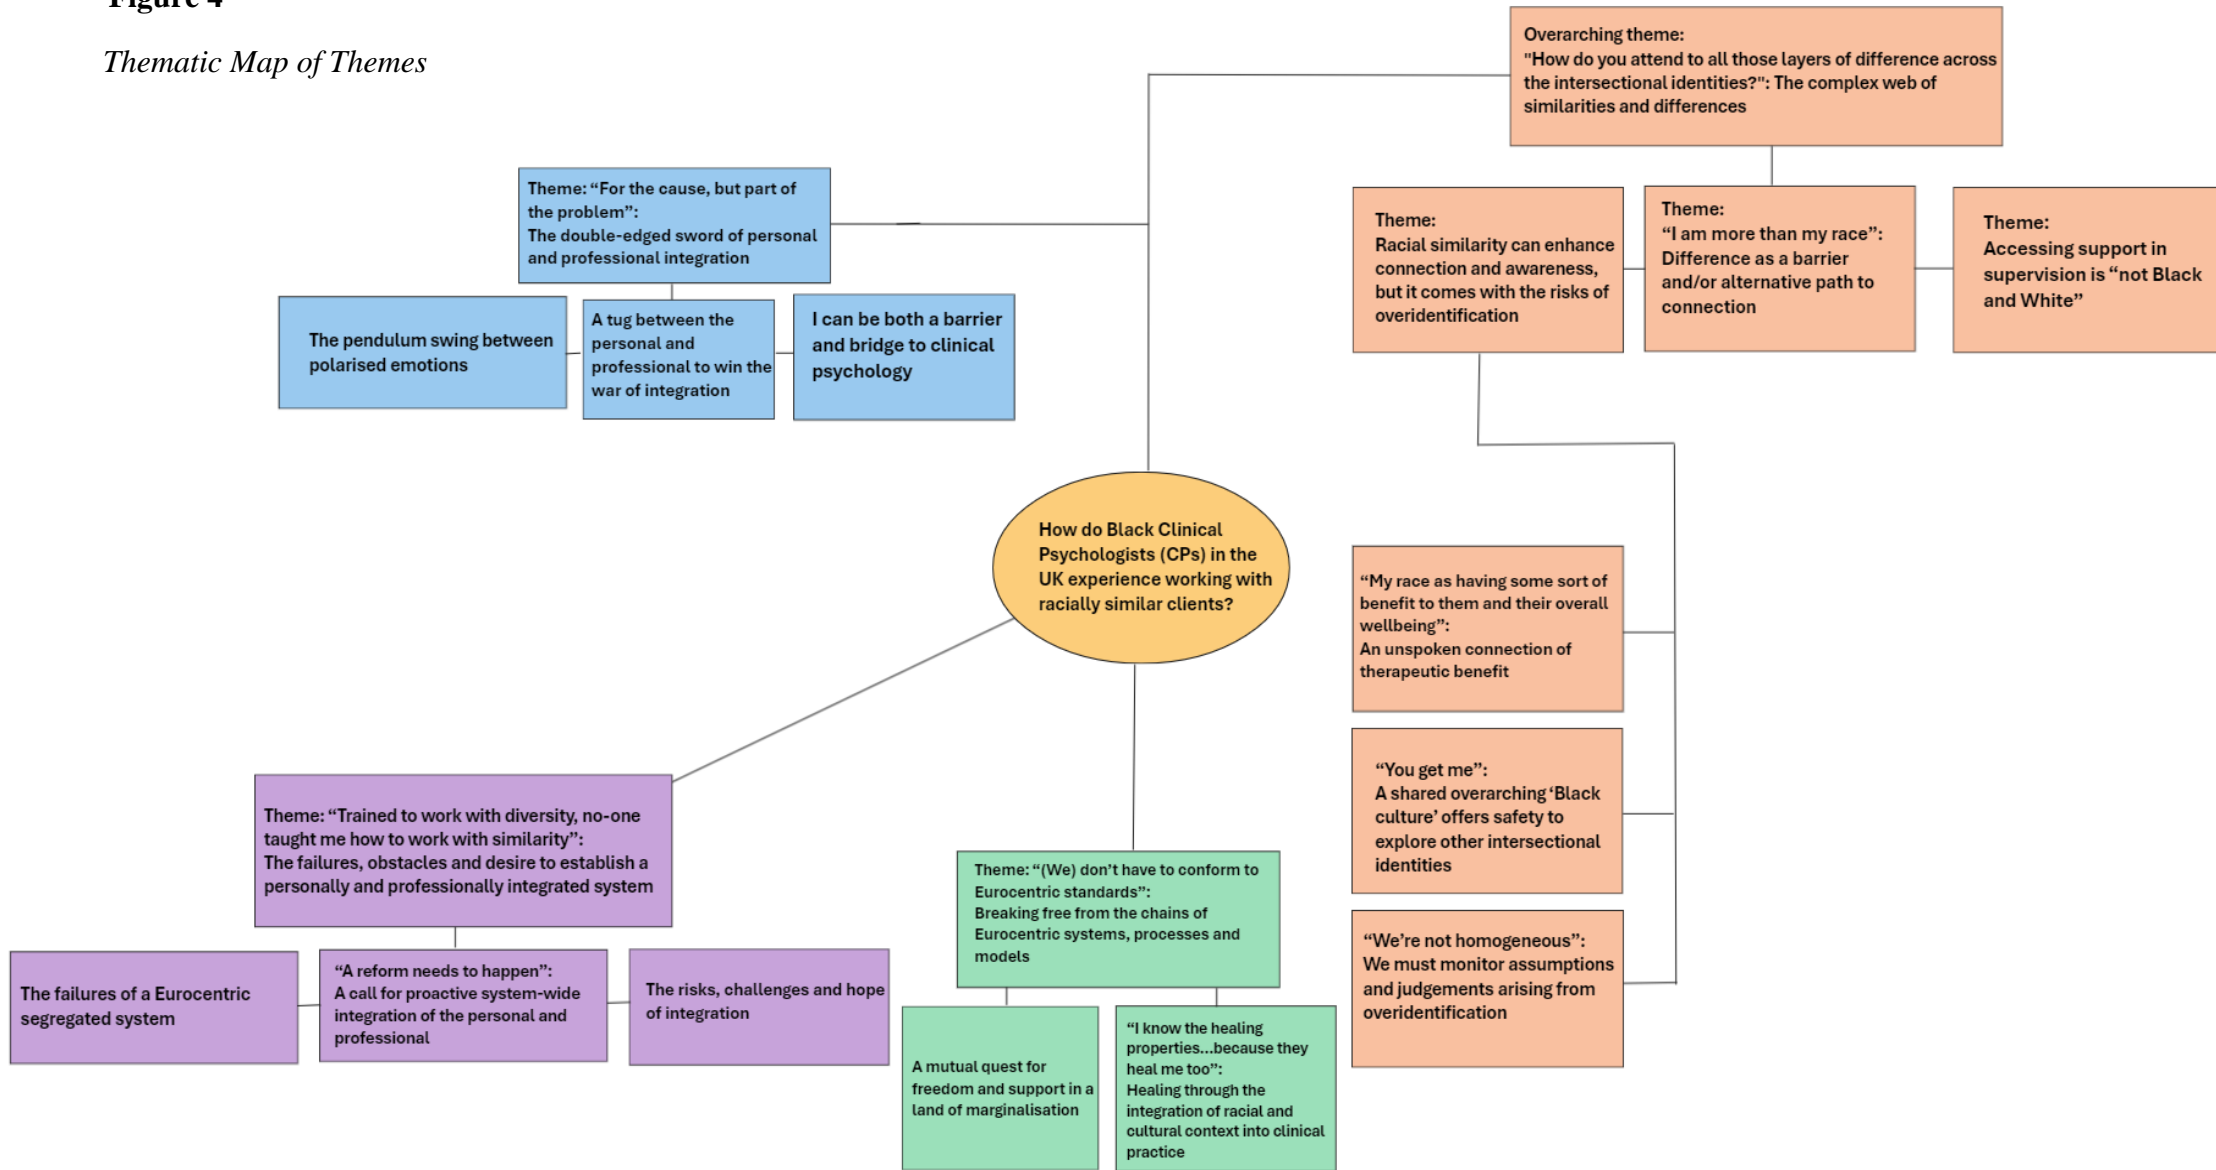 Figure 4
Thematic Map of Themes
Overarching theme:
"How do you attend to all those layers of difference across
the intersectional identities?": The complex web of
similarities and differences
Theme: “For the cause, but part of
the problem”:
The double-edged sword of personal
and professional integration
The pendulum swing between
polarised emotions
A tug between the
personal and
professional to win the
war of integration
I can be both a barrier
and bridge to clinical
psychology
Theme:
Racial similarity can enhance
connection and awareness,
but it comes with the risks of
overidentification
Theme:
“I am more than my race”:
Difference as a barrier
and/or alternative path to
connection
Theme:
Accessing support in
supervision is “not Black
and White”
How do Black Clinical
Psychologists (CPs) in the
UK experience working with
racially similar clients?
“My race as having some sort of
benefit to them and their overall
wellbeing”:
An unspoken connection of
therapeutic benefit
“You get me”:
A shared overarching ‘Black
culture’ offers safety to
explore other intersectional
identities
“We’re not homogeneous”:
We must monitor assumptions
and judgements arising from
overidentification
Theme: “Trained to work with diversity, no-one
taught me how to work with similarity”:
The failures, obstacles and desire to establish a
personally and professionally integrated system
The failures of a Eurocentric
segregated system
“A reform needs to happen”:
A call for proactive system-wide
integration of the personal and
professional
The risks, challenges and hope
of integration
Theme: “(We) don’t have to conform to
Eurocentric standards”:
Breaking free from the chains of
Eurocentric systems, processes and
models
A mutual quest for
freedom and support in a
land of marginalisation
“I know the healing
properties...because they
heal me too”:
Healing through the
integration of racial and
cultural context into clinical
practice